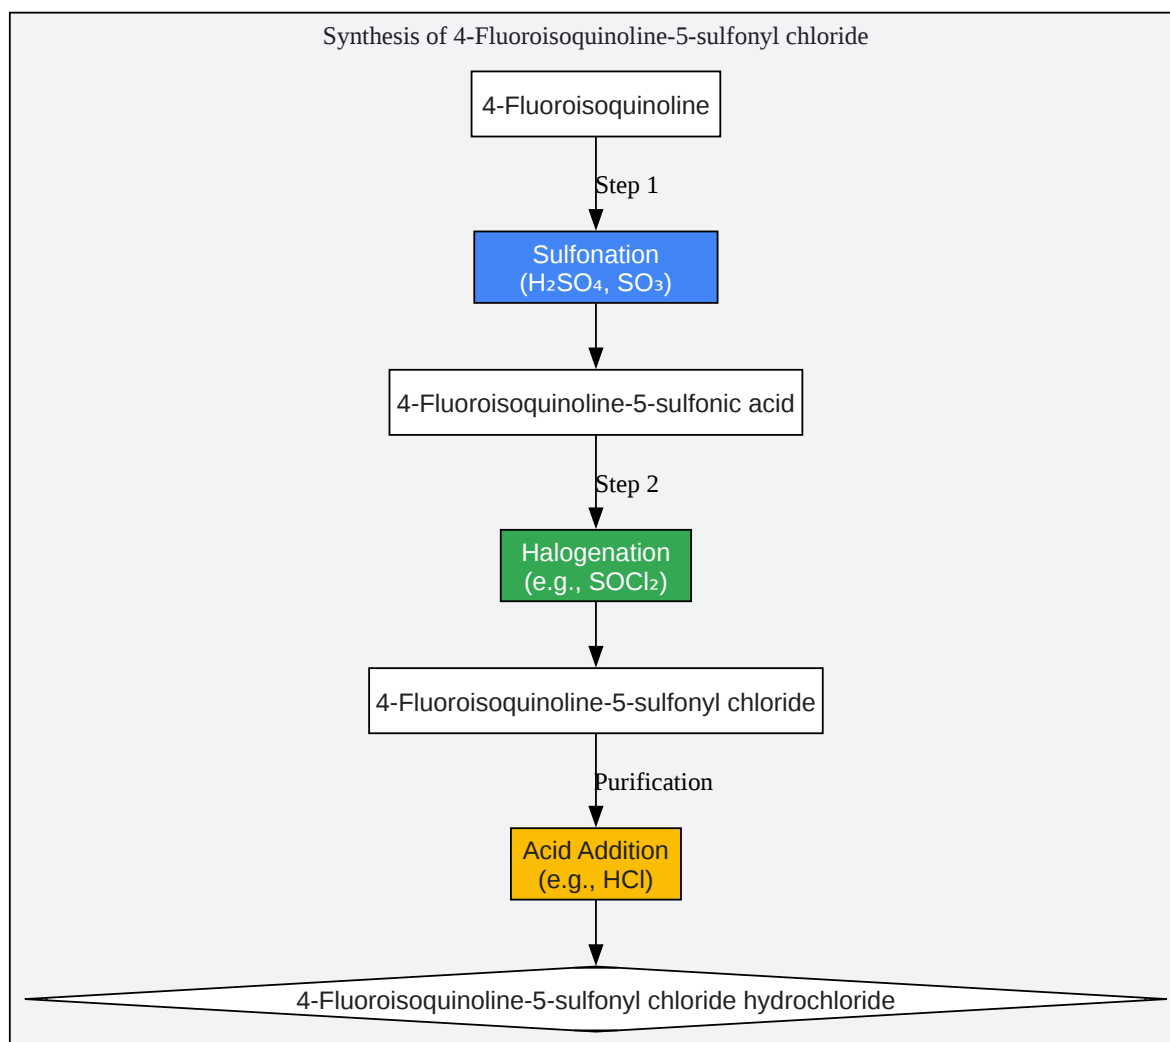 Synthesis of 4-Fluoroisoquinoline-5-sulfonyl chloride
4-Fluoroisoquinoline
Step 1
Sulfonation
(H₂SO₄, SO₃)
4-Fluoroisoquinoline-5-sulfonic acid
Step 2
Halogenation
(e.g., SOCl₂)
4-Fluoroisoquinoline-5-sulfonyl chloride
Purification
Acid Addition
(e.g., HCl)
4-Fluoroisoquinoline-5-sulfonyl chloride hydrochloride